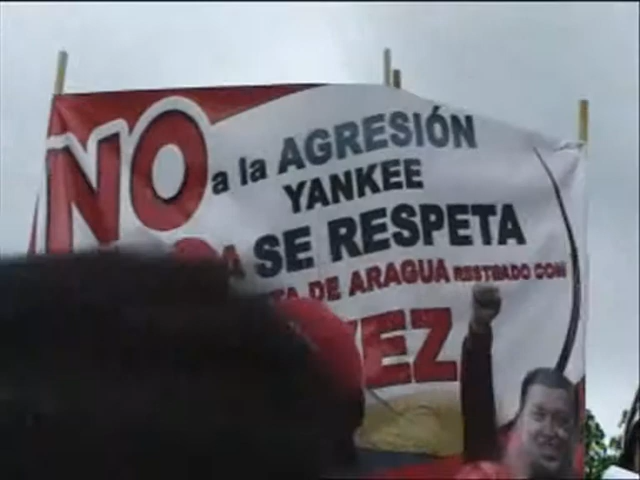 NO a la AGRESIÓN
YANKEE
SE RESPETA
DE ARAGUA RESTEADO CON
EZ